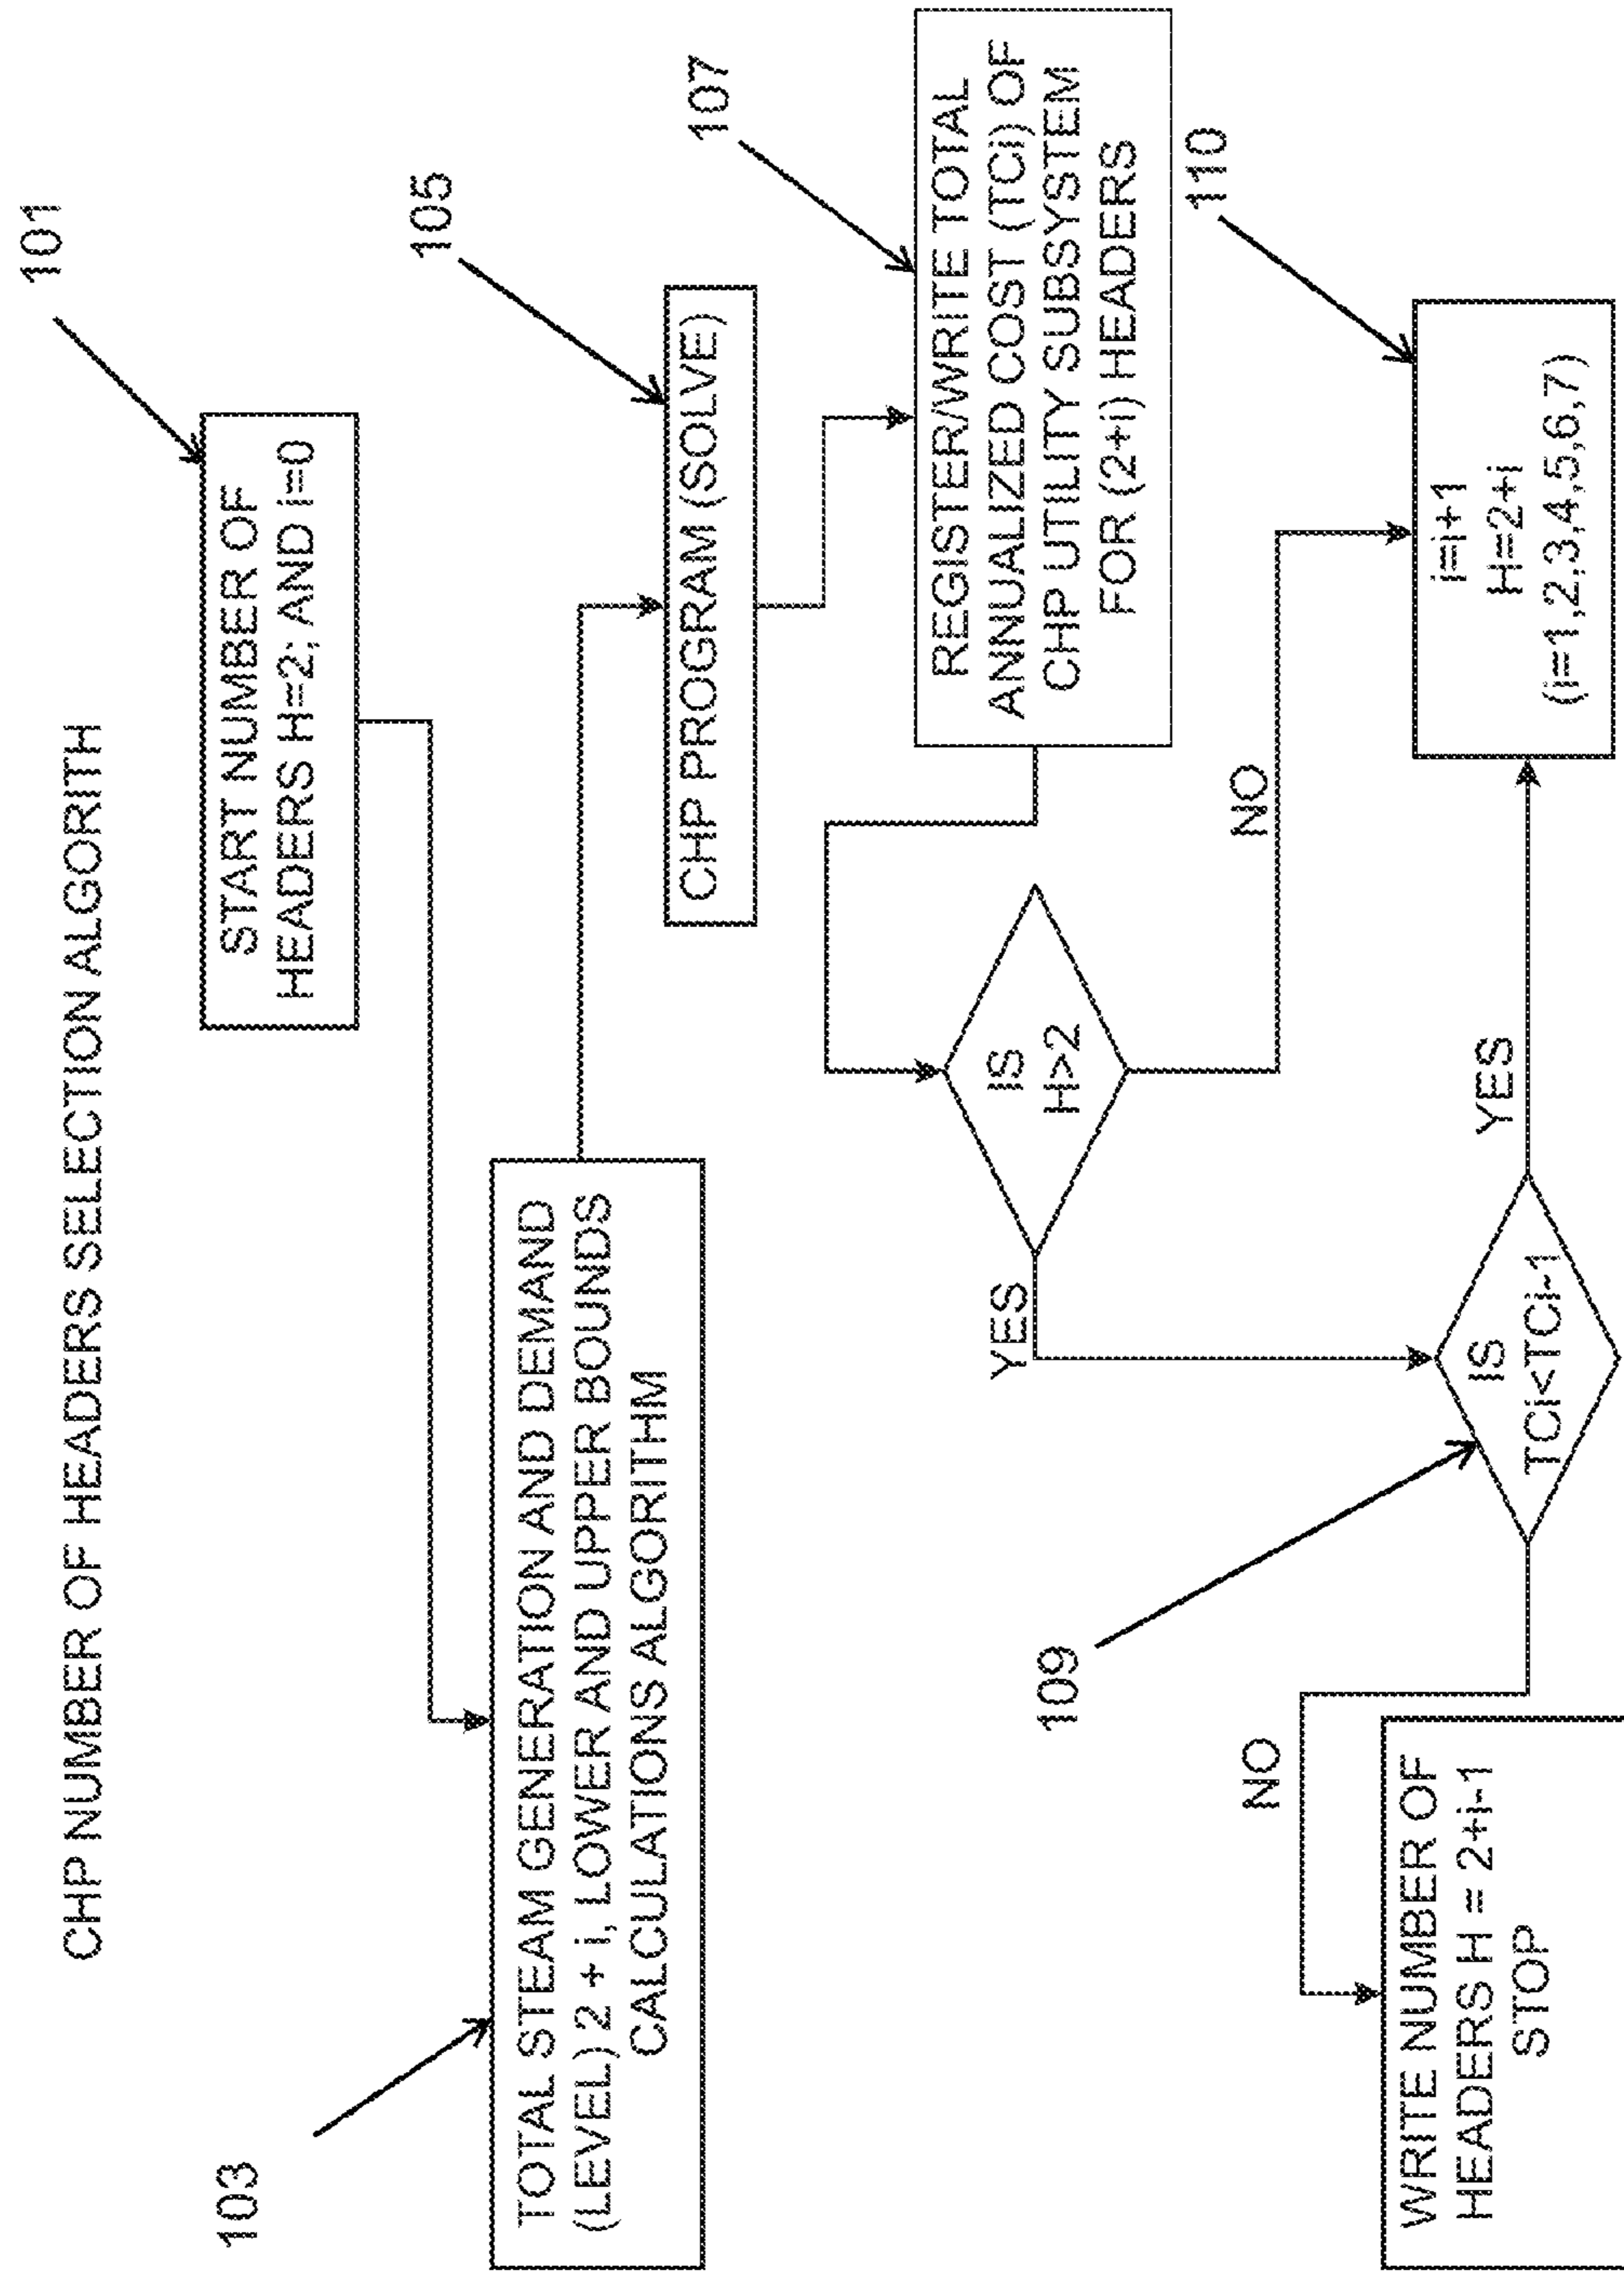 CHP NUMBER OF HEADERS SELECTION ALGORITH
101
START NUMBER OF
HEADERS H=2; AND i=0
103
TOTAL STEAM GENERATION AND DEMAND
(LEVEL) 2 + i, LOWER AND UPPER BOUNDS
CALCULATIONS ALGORITHM
105
CHP PROGRAM (SOLVE)
107
REGISTER/WRITE TOTAL
ANNUALIZED COST (TCi) OF
CHP UTILITY SUBSYSTEM
FOR (2+i) HEADERS
IS
H>2
YES
NO
109
IS
TCi<TCi-1
YES
NO
110
i=i+1
H=2+i
(i=1,2,3,4,5,6,7)
WRITE NUMBER OF
HEADERS H = 2+i-1
STOP